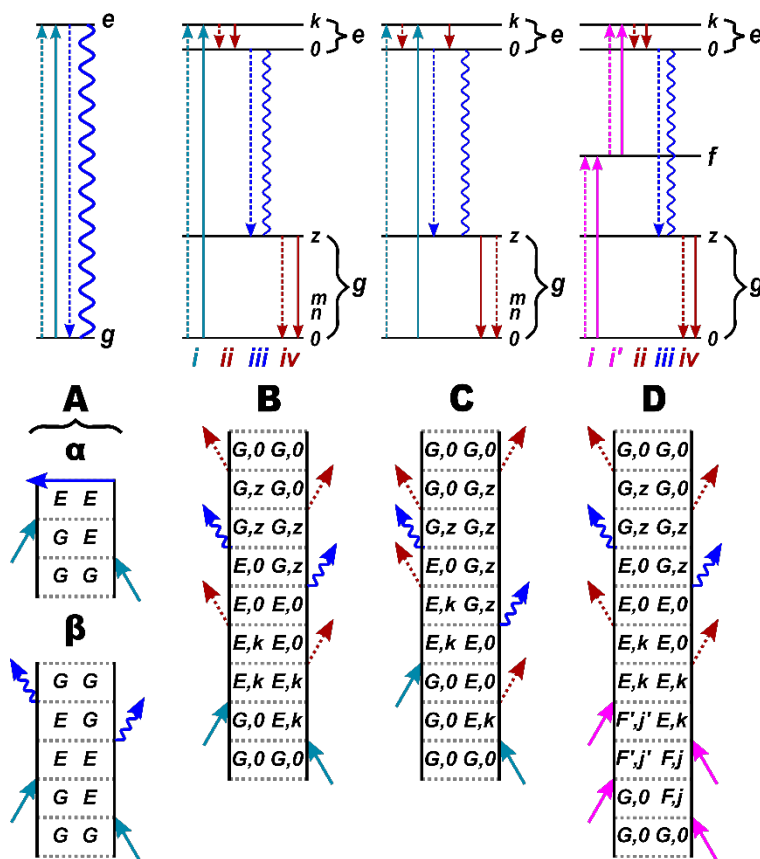 e
g
k
0
e
z
m
n
0
g
i ii iii iv
k
0
e
z
m
n
0
g
k
0
e
f
z
0
g
i i' ii iii iv
A
B
C
D
α
E E
G E
G G
β
G G
E G
E E
G E
G G
G,0 G,0
G,z G,0
G,z G,z
E,0 G,z
E,0 E,0
E,k E,0
E,k E,k
G,0 E,k
G,0 G,0
G,0 G,0
G,0 G,z
G,z G,z
E,0 G,z
E,k G,z
E,k E,0
G,0 E,0
G,0 E,k
G,0 G,0
G,0 G,0
G,z G,0
G,z G,z
E,0 G,z
E,0 E,0
E,k E,0
E,k E,k
F',j' E,k
F',j' F,j
G,0 F,j
G,0 G,0